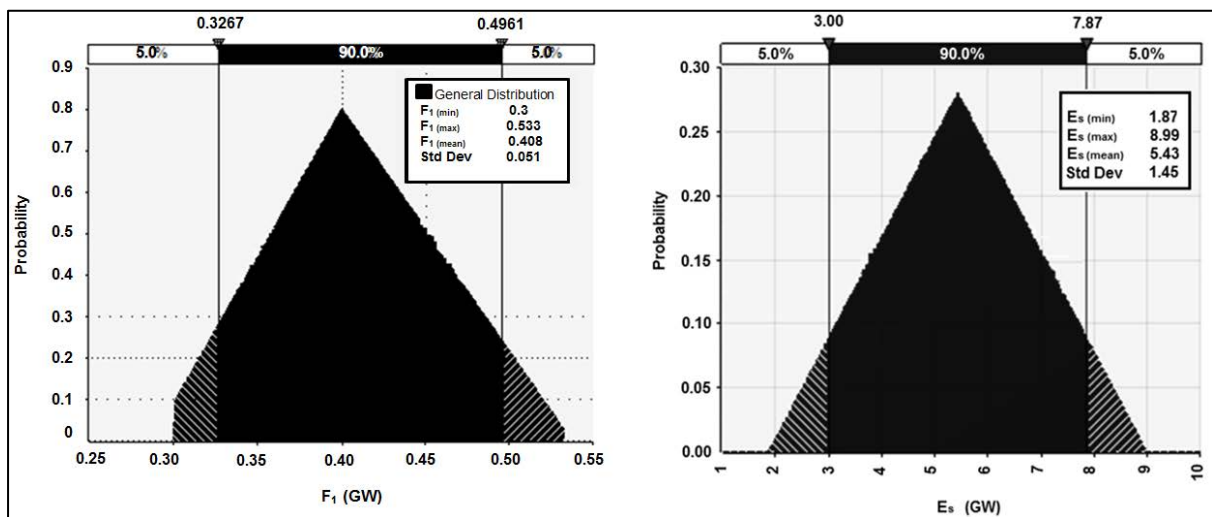 0.3267 0.4961
5.0% 90.0% 5.0%
0.9
0.8
0.7
0.6
0.5
0.4
0.3
0.2
0.1
0
Probability
General Distribution
F1 (min) 0.3
F1 (max) 0.533
F1 (mean) 0.408
Std Dev 0.051
0.25 0.30 0.35 0.40 0.45 0.50 0.55
F1 (GW)
3.00 7.87
5.0% 90.0% 5.0%
0.30
0.25
0.20
0.15
0.10
0.05
0.00
Probability
Es (min) 1.87
Es (max) 8.99
Es (mean) 5.43
Std Dev 1.45
1 2 3 4 5 6 7 8 9 10
Es (GW)